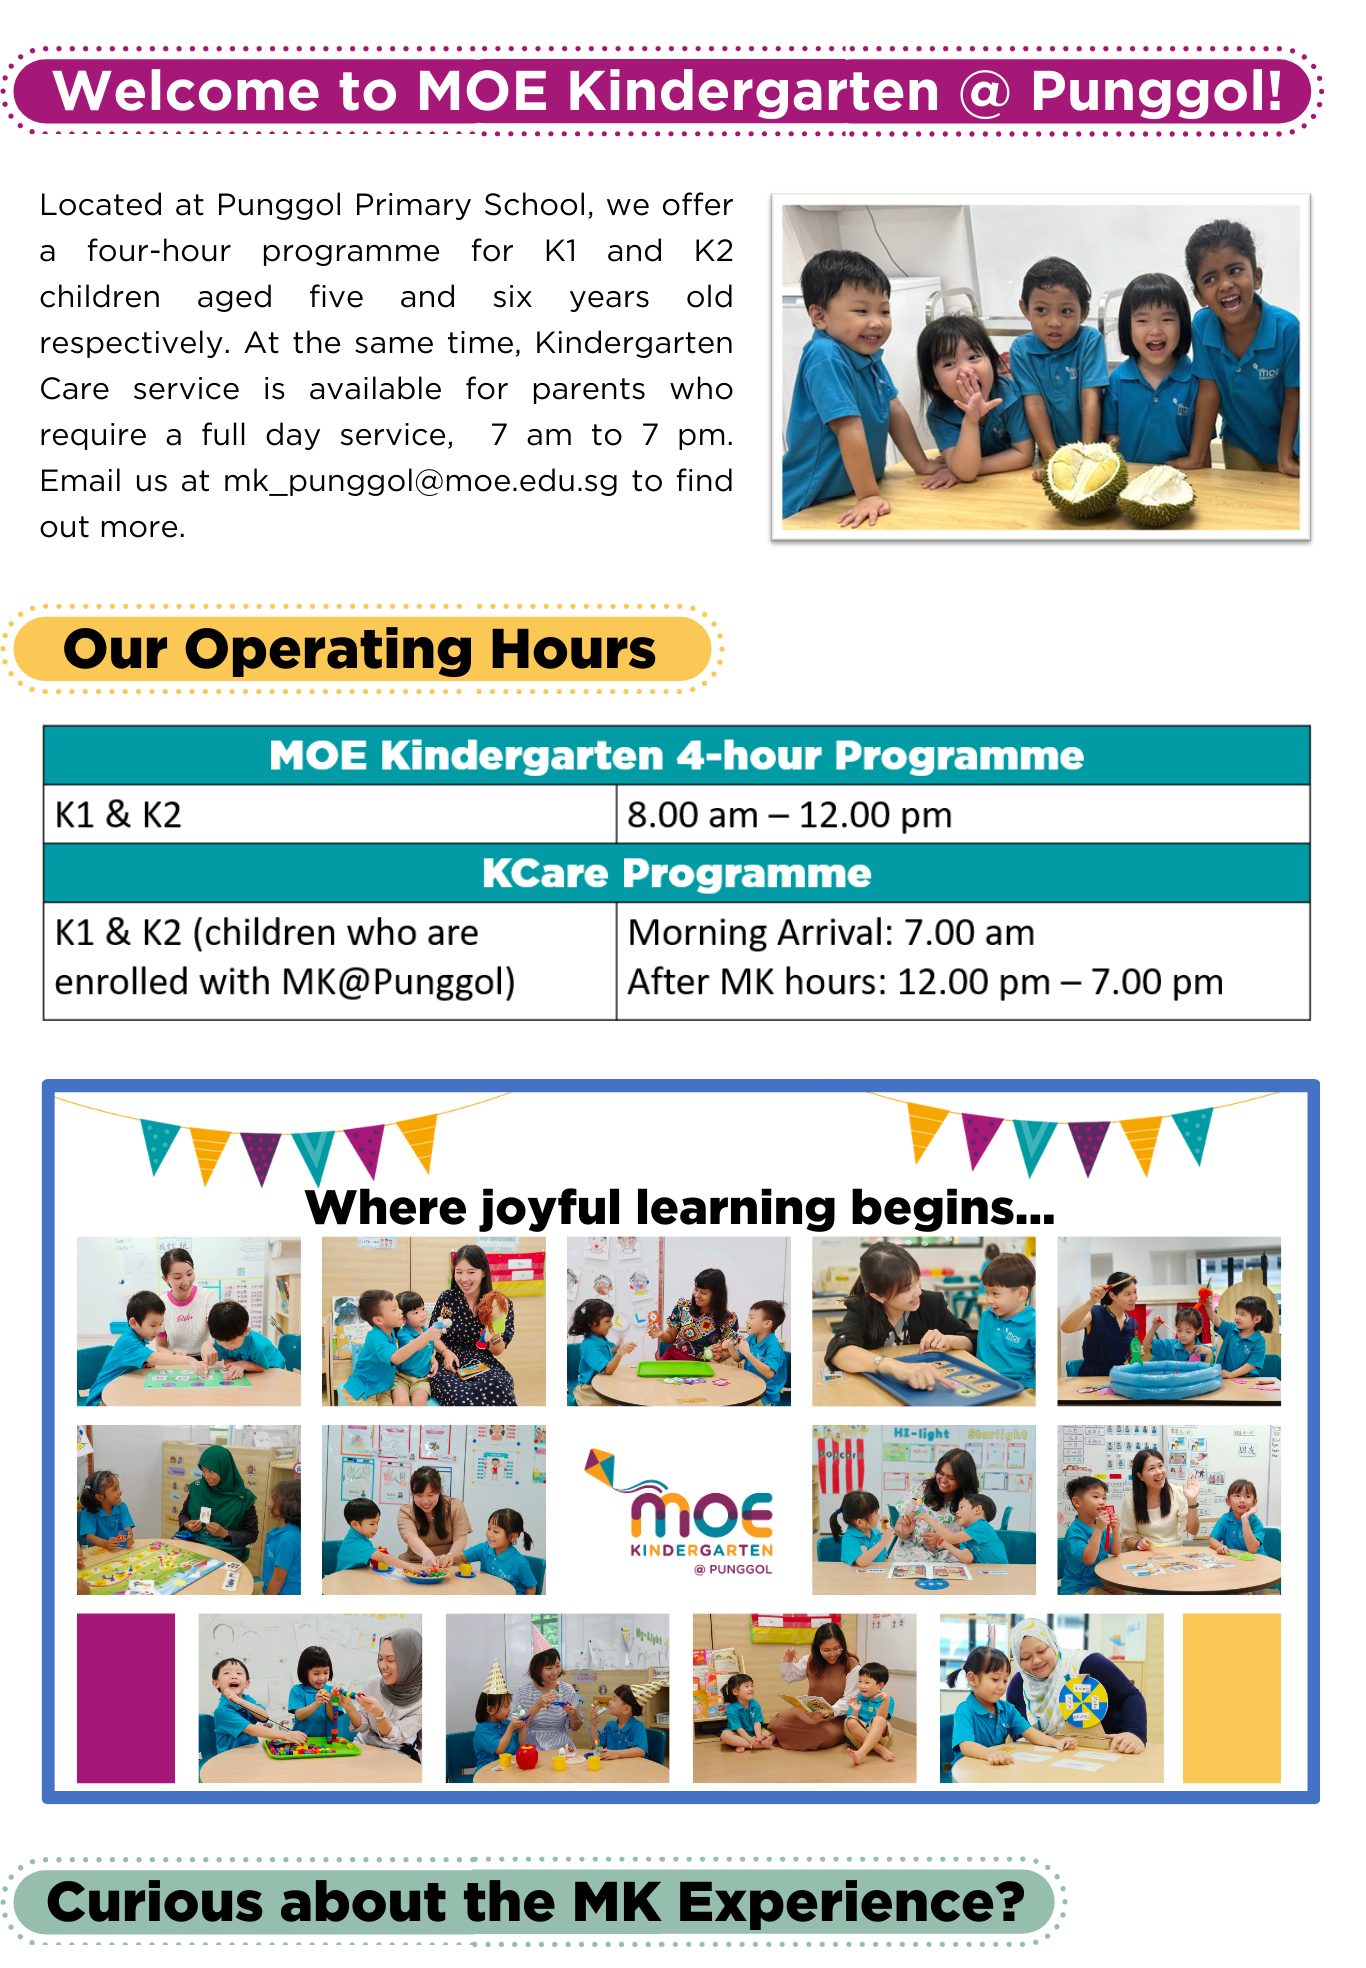 Welcome to MOE Kindergarten @ Punggol!
Located at Punggol Primary School, we offer
a four-hour programme for K1 and K2
children aged five and six years old
respectively. At the same time, Kindergarten
Care service is available for parents who
require a full day service, 7 am to 7 pm.
Email us at mk_punggol@moe.edu.sg to find
out more.
Our Operating Hours
MOE Kindergarten 4-hour Programme
K1 & K2
8.00 am – 12.00 pm
KCare Programme
K1 & K2 (children who are
enrolled with MK@Punggol)
Morning Arrival: 7.00 am
After MK hours: 12.00 pm – 7.00 pm
Where joyful learning begins...
HI-light Starlight
Popcorn
朋友
moe
KINDERGARTEN
@ PUNGGOL
Curious about the MK Experience?